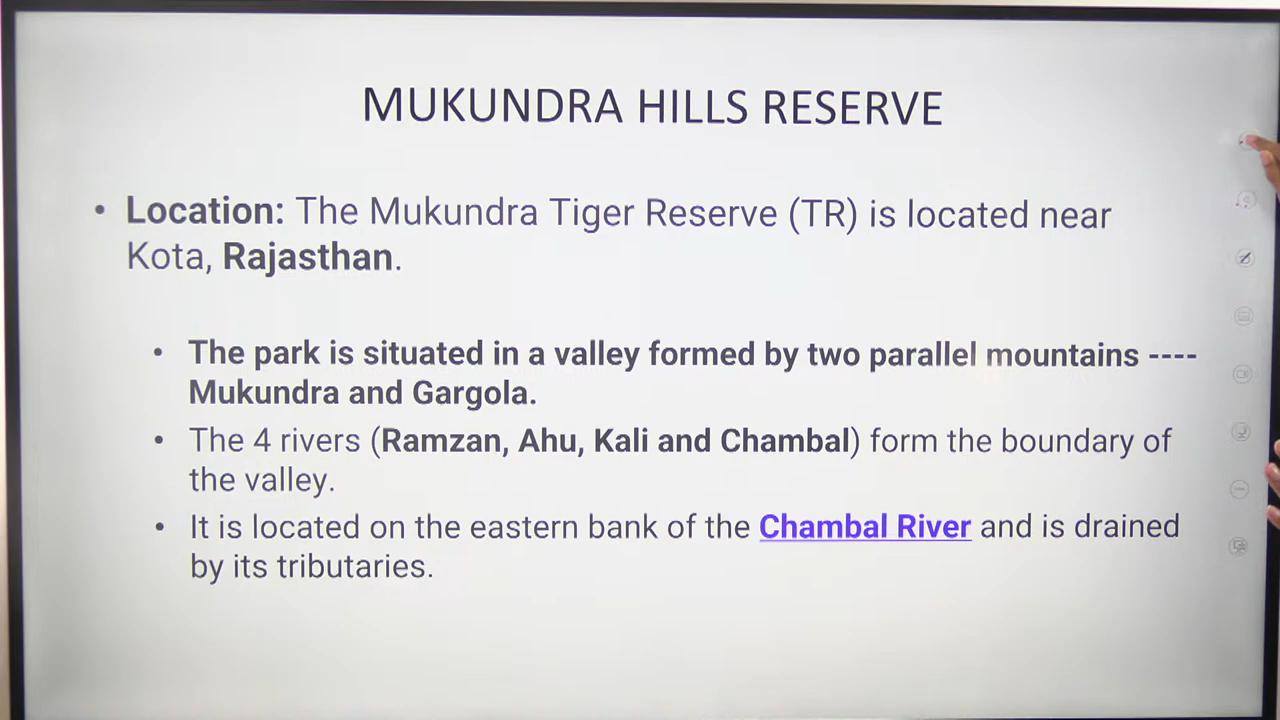 MUKUNDRA HILLS RESERVE
• Location: The Mukundra Tiger Reserve (TR) is located near
Kota, Rajasthan.
• The park is situated in a valley formed by two parallel mountains ----
Mukundra and Gargola.
• The 4 rivers (Ramzan, Ahu, Kali and Chambal) form the boundary of
the valley.
• It is located on the eastern bank of the Chambal River and is drained
by its tributaries.